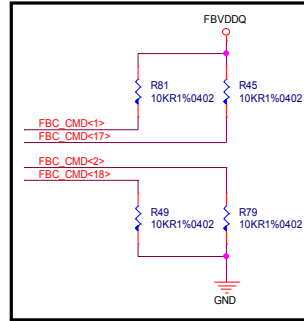 FBVDDQ
R81
10KR1%0402
R45
10KR1%0402
FBC_CMD<1>
FBC_CMD<17>
FBC_CMD<2>
FBC_CMD<18>
R49
10KR1%0402
R79
10KR1%0402
GND